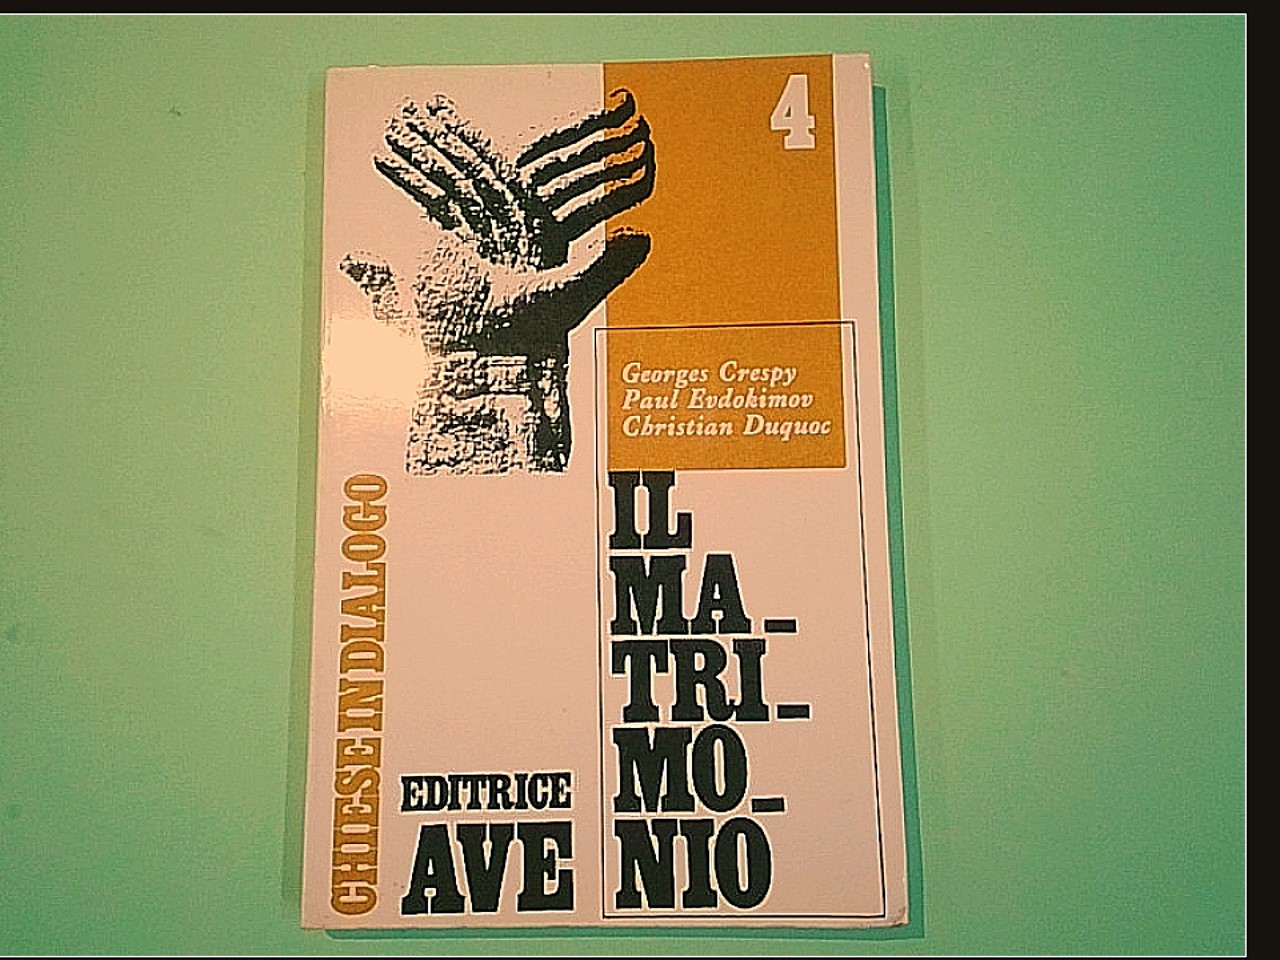 4
Georges Crespy
Paul Evdokimov
Christian Duquoc
IL
MA_
TRI_
MO_
NIO
CHIESE IN DIALOGO
EDITRICE
AVE